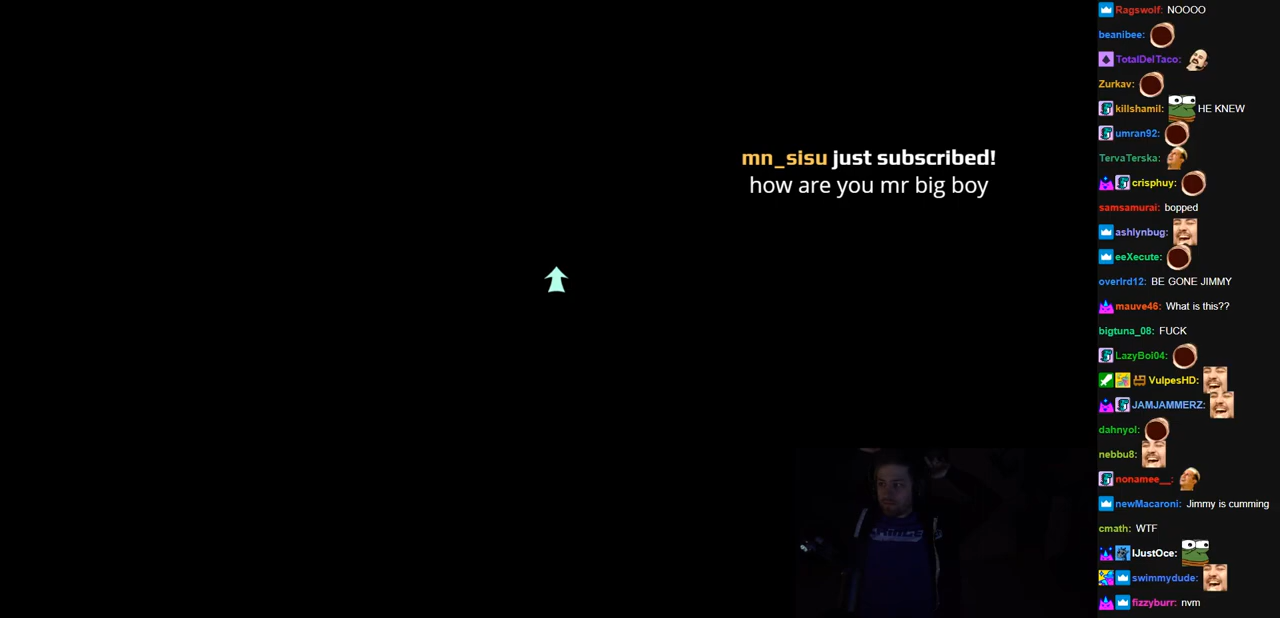 mn_sisu just subscribed!
how are you mr big boy
Ragswolf: NOOOO
beanibee:
TotalDelTaco:
Zurkav:
killshamil: HE KNEW
umran92:
TervaTerska:
crisphuy:
samsamurai: bopped
ashlynbug:
eeXecute:
overlrd12: BE GONE JIMMY
mauve46: What is this??
bigtuna_08: FUCK
LazyBoi04:
VulpesHD:
JAMJAMMERZ:
dahnyol:
nebbu8:
nonamee__:
newMacaroni: Jimmy is cumming
cmath: WTF
IJustOce:
swimmydude:
fizzyburr: nvm